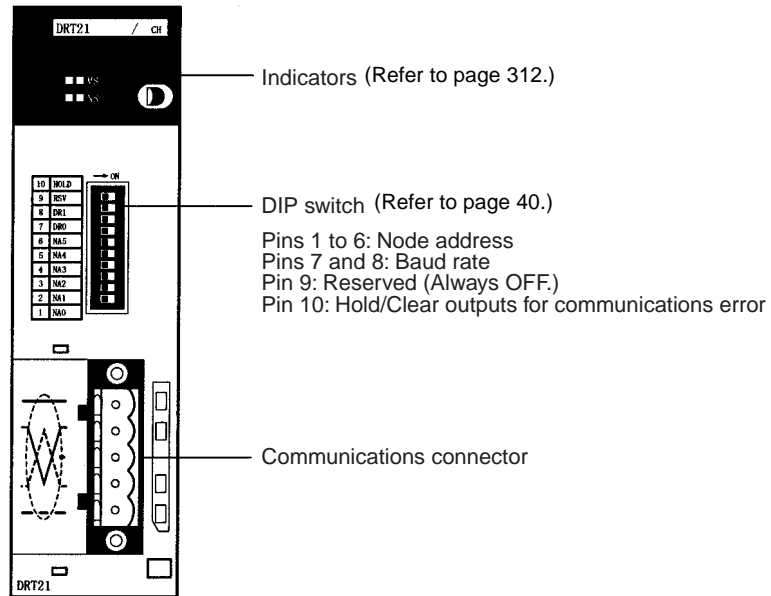 DRT21 / CH
MS
NS
Indicators (Refer to page 312.)
→ ON
10 HOLD
9 RSV
8 DR1
7 DR0
6 NA5
5 NA4
4 NA3
3 NA2
2 NA1
1 NA0
DIP switch (Refer to page 40.)
Pins 1 to 6: Node address
Pins 7 and 8: Baud rate
Pin 9: Reserved (Always OFF.)
Pin 10: Hold/Clear outputs for communications error
Communications connector
DRT21